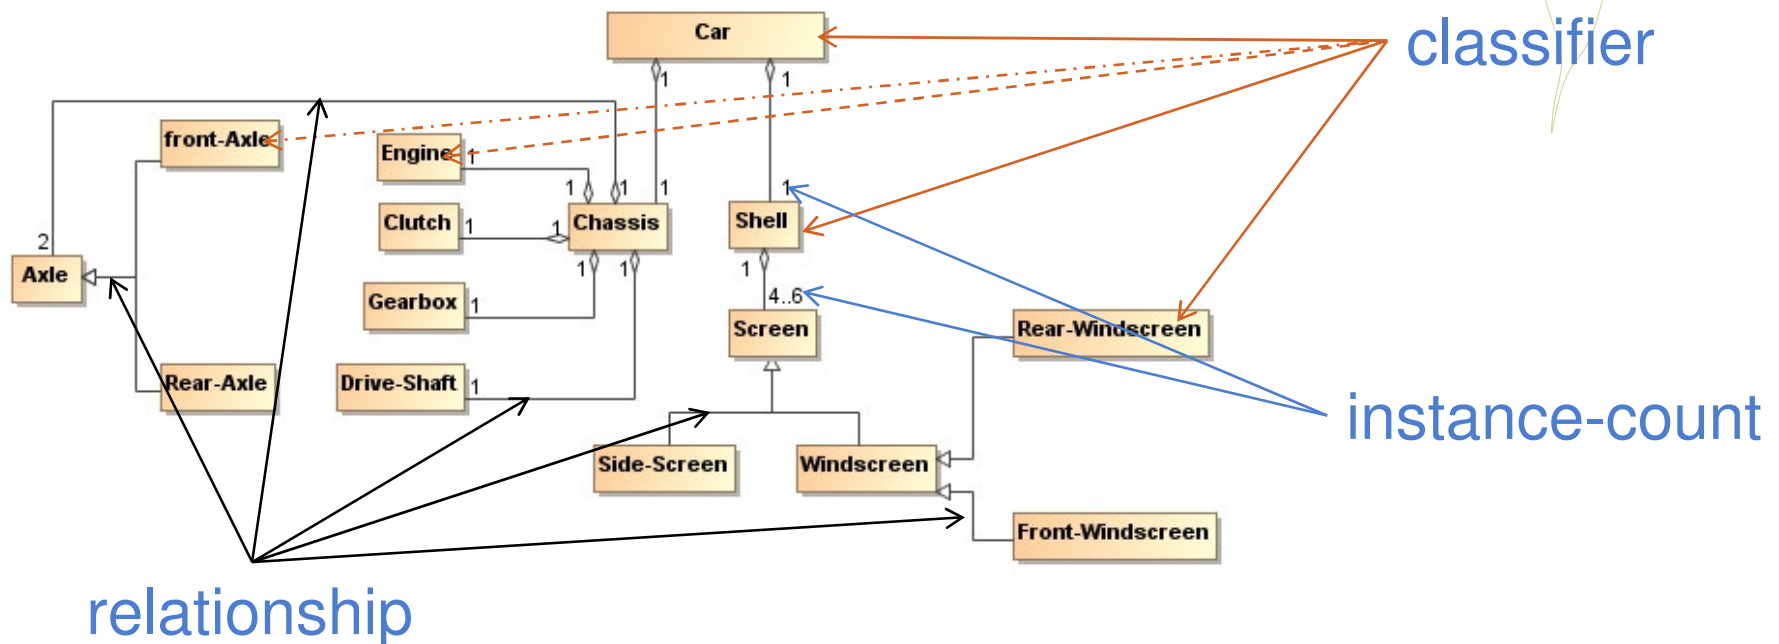 Car
classifier
1
1
front-Axle
Engine
1
1
1
1
1
Clutch
1
1
Chassis
Shell
2
Axle
1
1
1
Gearbox
1
4..6
Screen
Rear-Windscreen
Rear-Axle
Drive-Shaft
1
instance-count
Side-Screen
Windscreen
Front-Windscreen
relationship